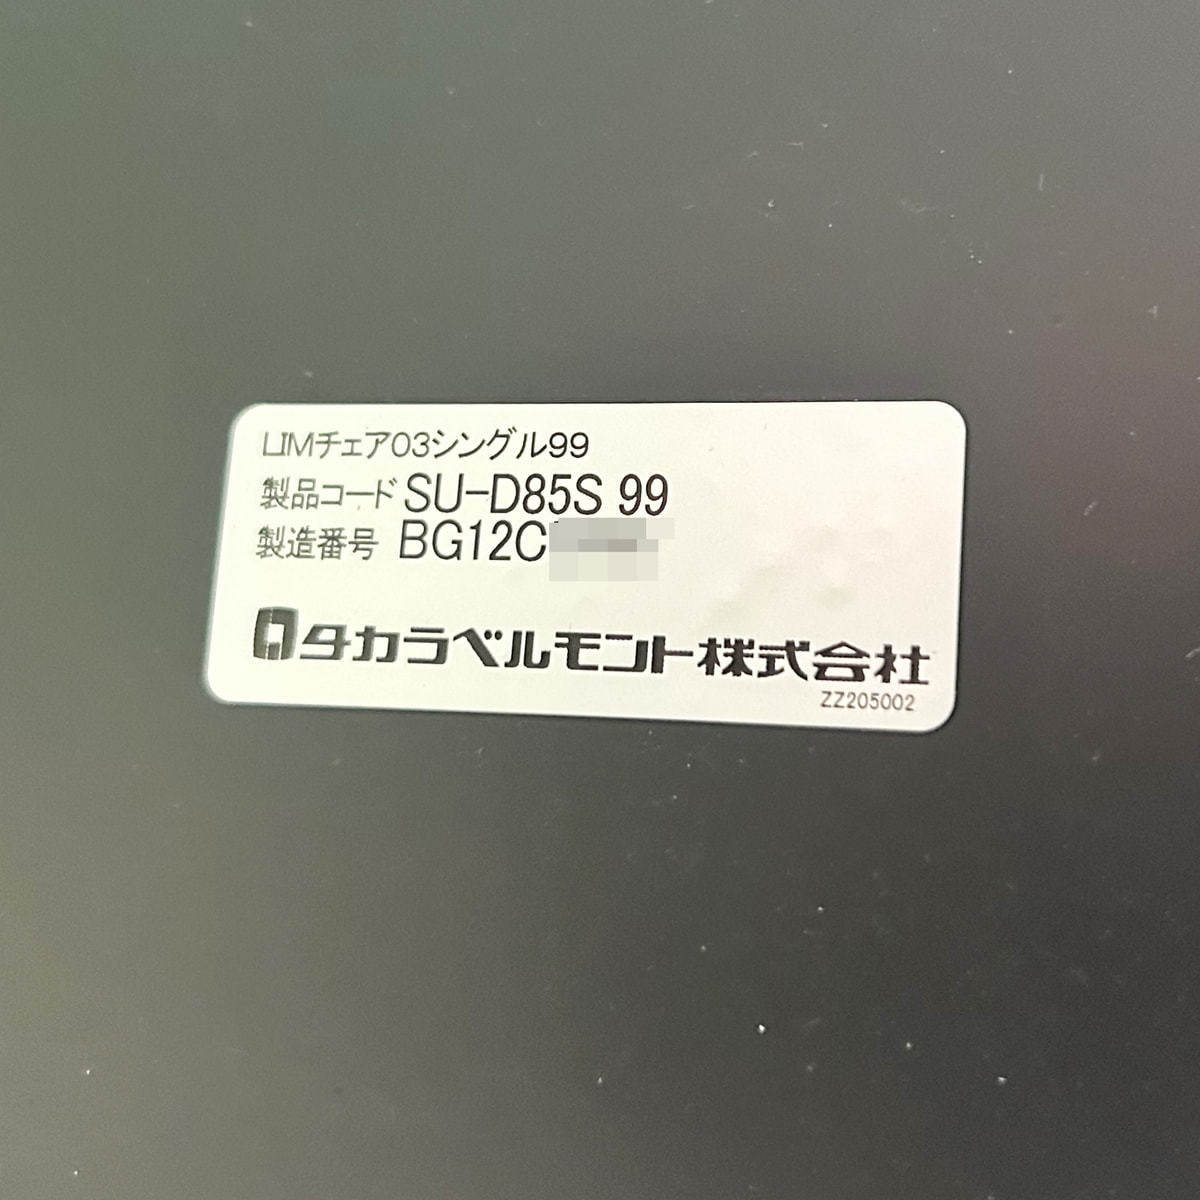 LIMチェア03シングル99
製品コード SU-D85S 99
製造番号 BG12C
タカラベルモント株式会社
ZZ205002